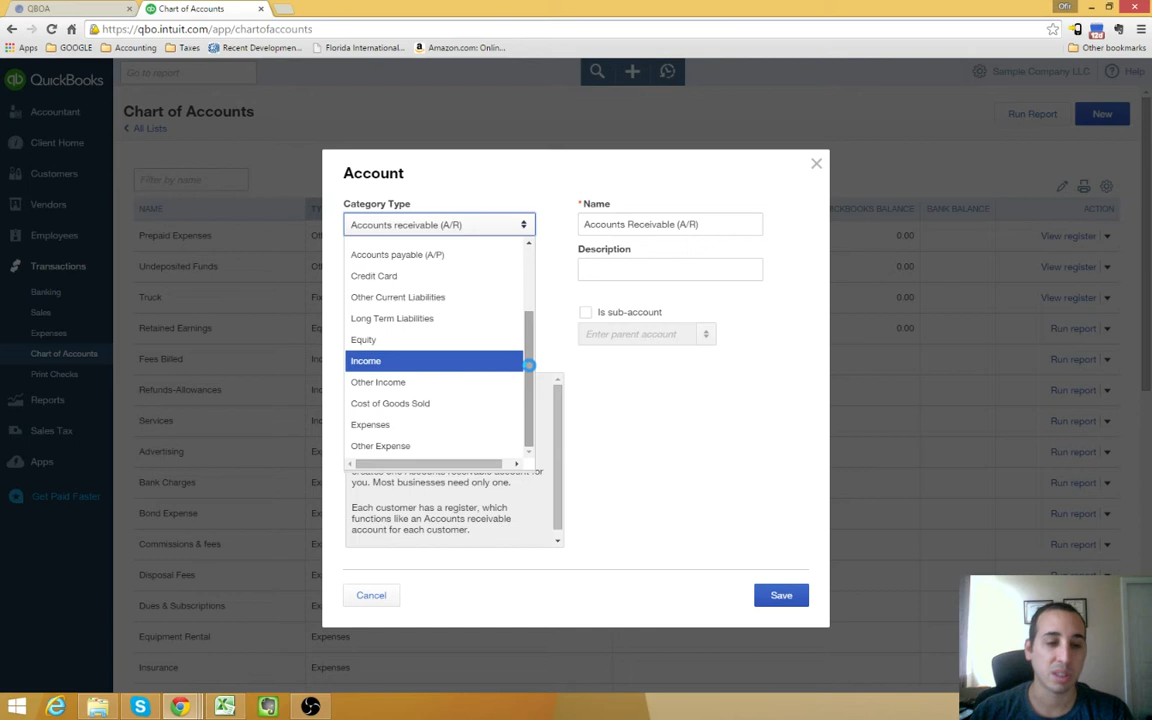 QBOA
Chart of Accounts
Ofir
https://qbo.intuit.com/app/chartofaccounts
12d
Apps
GOOGLE
Accounting
Taxes
Recent Developmen...
Florida International...
Amazon.com: Onlin...
Other bookmarks
qb QuickBooks
Go to report
Sample Company LLC
Help
Accountant
Client Home
Customers
Vendors
Employees
Transactions
Banking
Sales
Expenses
Chart of Accounts
Print Checks
Reports
Sales Tax
Apps
Get Paid Faster
Chart of Accounts
All Lists
Run Report
New
Filter by name
NAME
BANK BALANCE
ACTION
Prepaid Expenses
0.00
View register
Undeposited Funds
0.00
View register
Truck
0.00
View register
Retained Earnings
0.00
Run report
Fees Billed
Run report
Refunds-Allowances
Run report
Services
Run report
Advertising
Run report
Bank Charges
Run report
Bond Expense
Run report
Commissions & fees
Run report
Disposal Fees
Run report
Dues & Subscriptions
Equipment Rental
Expenses
Insurance
Expenses
Account
Category Type
Accounts receivable (A/R)
Accounts payable (A/P)
Credit Card
Other Current Liabilities
Long Term Liabilities
Equity
Income
Other Income
Cost of Goods Sold
Expenses
Other Expense
you. Most businesses need only one.
Each customer has a register, which
functions like an Accounts receivable
account for each customer.
* Name
Accounts Receivable (A/R)
Description
Is sub-account
Enter parent account
Cancel
Save